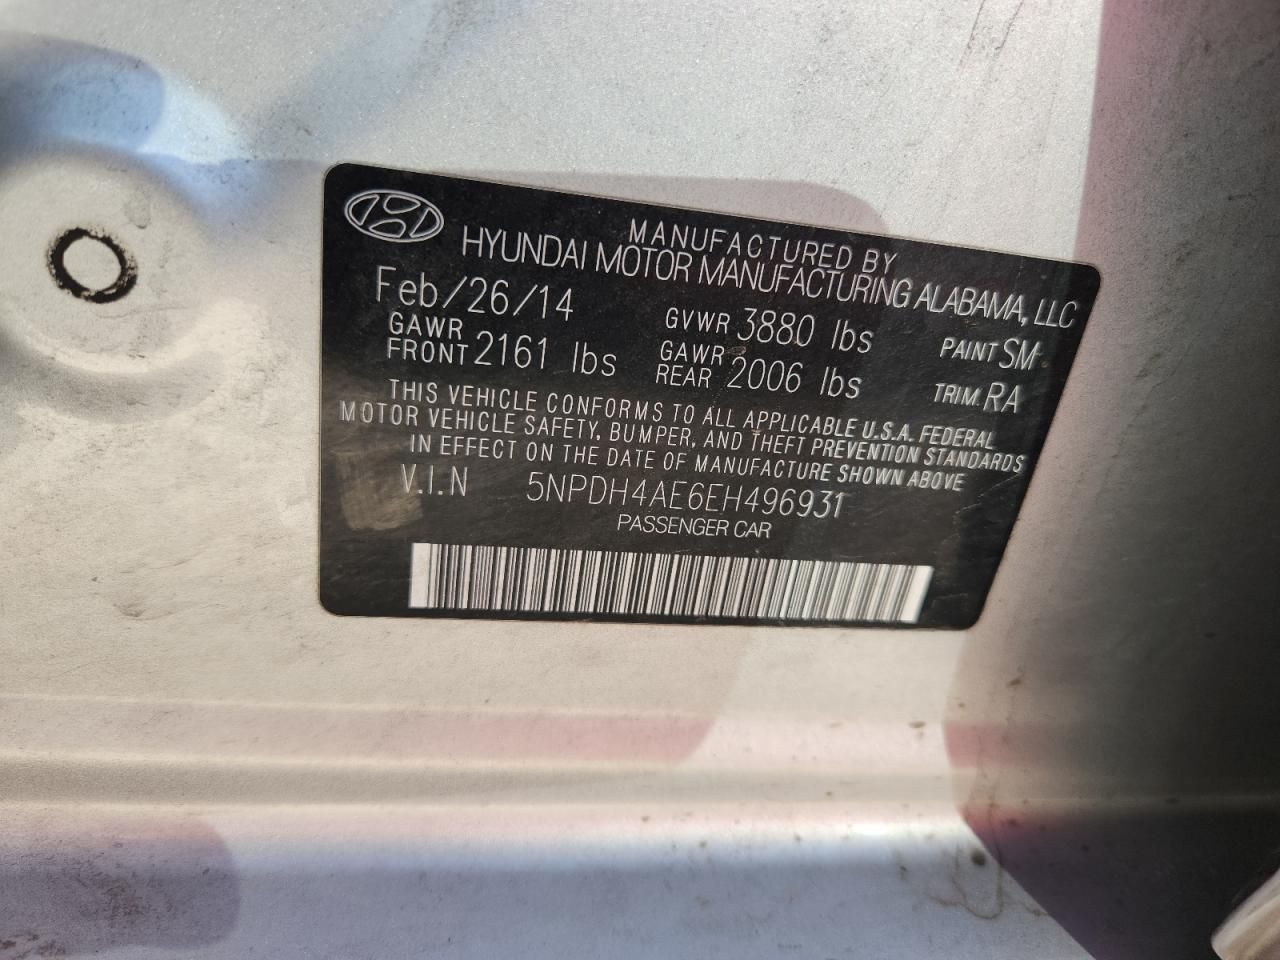 MANUFACTURED BY
HYUNDAI MOTOR MANUFACTURING ALABAMA, LLC
Feb/26/14 GVWR 3880 lbs PAINT SM
GAWR FRONT 2161 lbs GAWR REAR 2006 lbs TRIM RA
THIS VEHICLE CONFORMS TO ALL APPLICABLE U.S.A. FEDERAL
MOTOR VEHICLE SAFETY, BUMPER, AND THEFT PREVENTION STANDARDS
IN EFFECT ON THE DATE OF MANUFACTURE SHOWN ABOVE
V.I.N 5NPDH4AE6EH496931
PASSENGER CAR